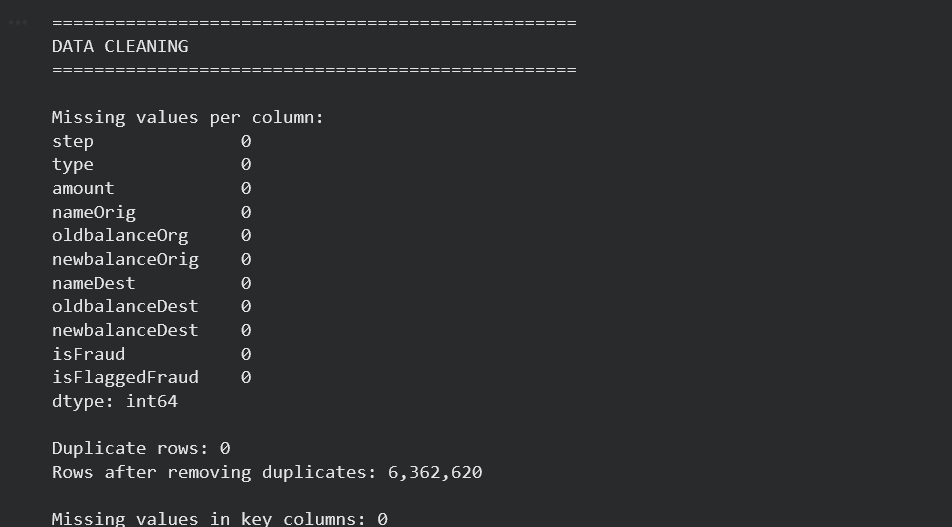 ==================================================
DATA CLEANING
==================================================
Missing values per column:
step 0
type 0
amount 0
nameOrig 0
oldbalanceOrg 0
newbalanceOrig 0
nameDest 0
oldbalanceDest 0
newbalanceDest 0
isFraud 0
isFlaggedFraud 0
dtype: int64
Duplicate rows: 0
Rows after removing duplicates: 6,362,620
Missing values in key columns: 0